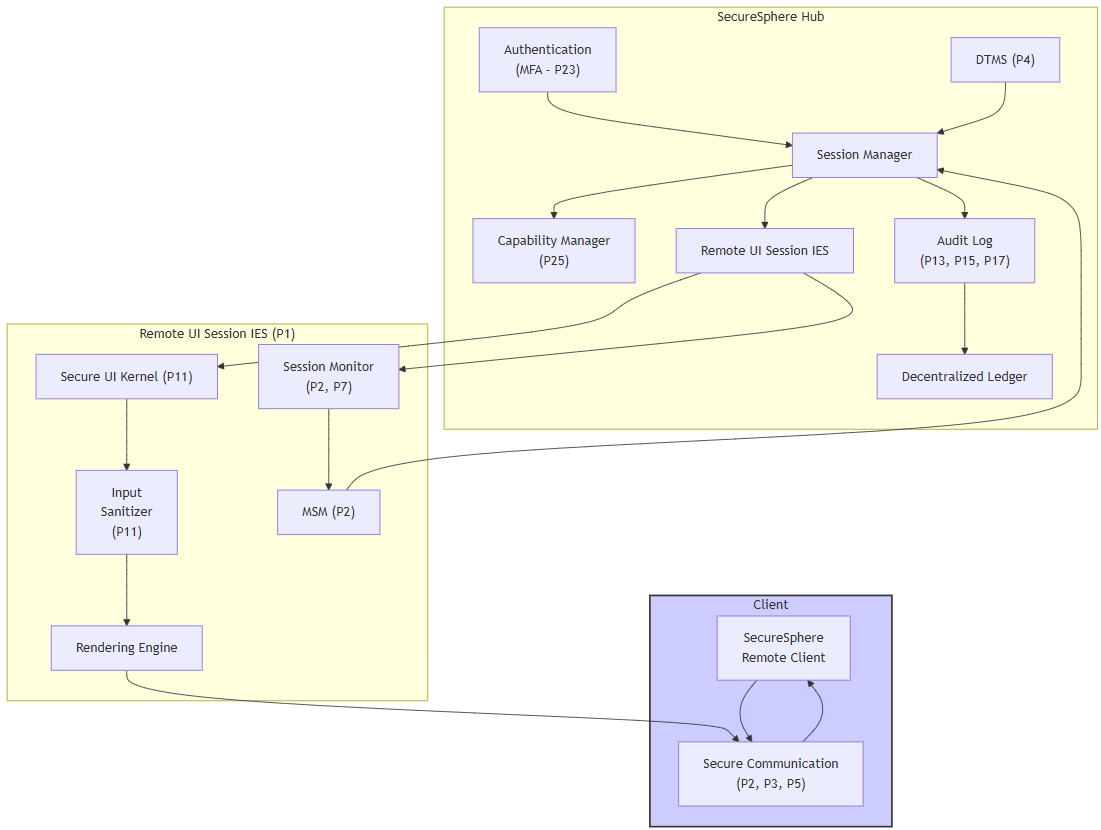 SecureSphere Hub
Authentication
(MFA - P23)
DTMS (P4)
Session Manager
Capability Manager
(P25)
Remote UI Session IES
Audit Log
(P13, P15, P17)
Decentralized Ledger
Remote UI Session IES (P1)
Secure UI Kernel (P11)
Session Monitor
(P2, P7)
Input
Sanitizer
(P11)
MSM (P2)
Rendering Engine
Client
SecureSphere
Remote Client
Secure Communication
(P2, P3, P5)